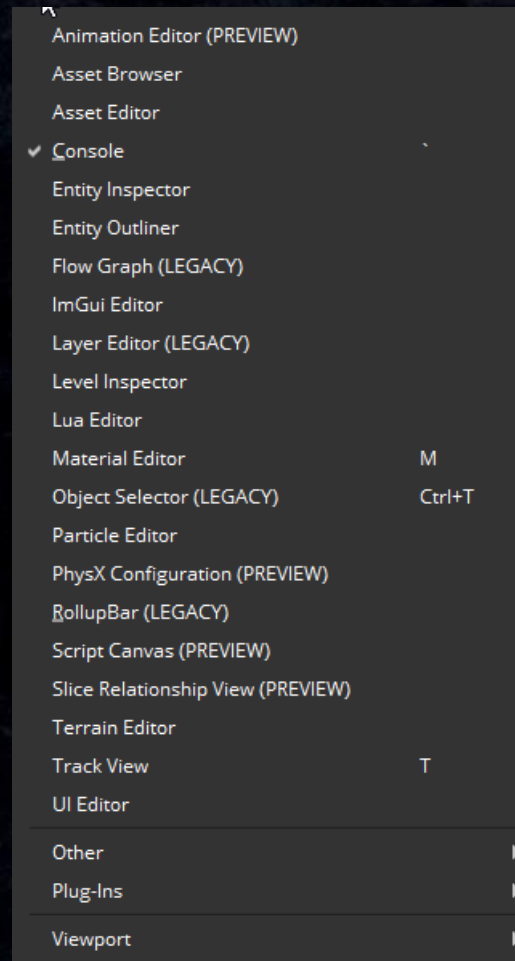 Animation Editor (PREVIEW)
Asset Browser
Asset Editor
Console `
Entity Inspector
Entity Outliner
Flow Graph (LEGACY)
ImGui Editor
Layer Editor (LEGACY)
Level Inspector
Lua Editor
Material Editor M
Object Selector (LEGACY) Ctrl+T
Particle Editor
PhysX Configuration (PREVIEW)
RollupBar (LEGACY)
Script Canvas (PREVIEW)
Slice Relationship View (PREVIEW)
Terrain Editor
Track View T
UI Editor
Other
Plug-Ins
Viewport